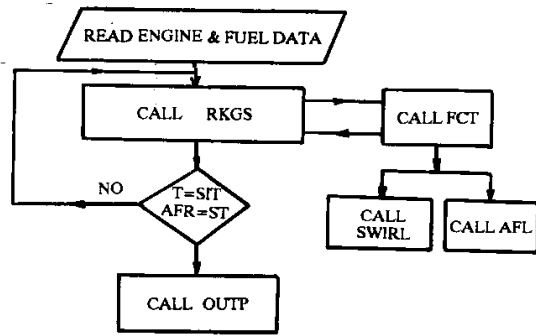 READ ENGINE & FUEL DATA
CALL RKGS
CALL FCT
NO
T=SIT
AFR=ST
CALL
SWIRL
CALL AFL
CALL OUTP